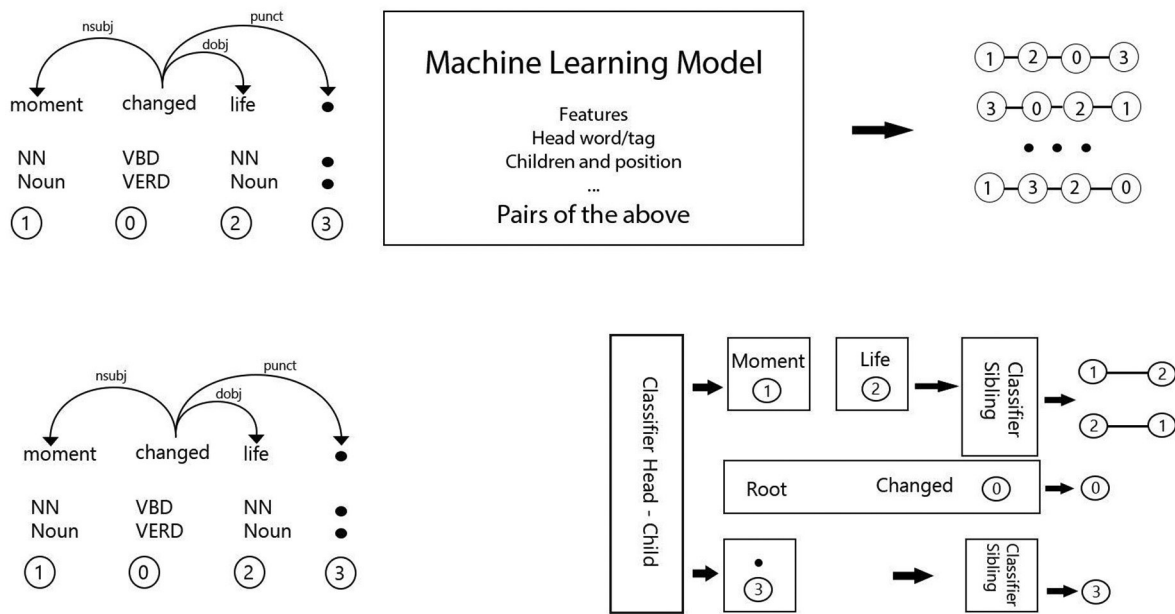 nsubj
punct
dobj
moment changed life •
NN VBD NN •
Noun VERD Noun •
1 0 2 3
Machine Learning Model
Features
Head word/tag
Children and position
...
Pairs of the above
1 2 0 3
3 0 2 1
• • •
1 3 2 0
nsubj
punct
dobj
moment changed life •
NN VBD NN •
Noun VERD Noun •
1 0 2 3
Classifier Head - Child
Moment
1
Life
2
Classifier
Sibling
1 2
2 1
Root Changed 0
0
•
3
Classifier
Sibling
3